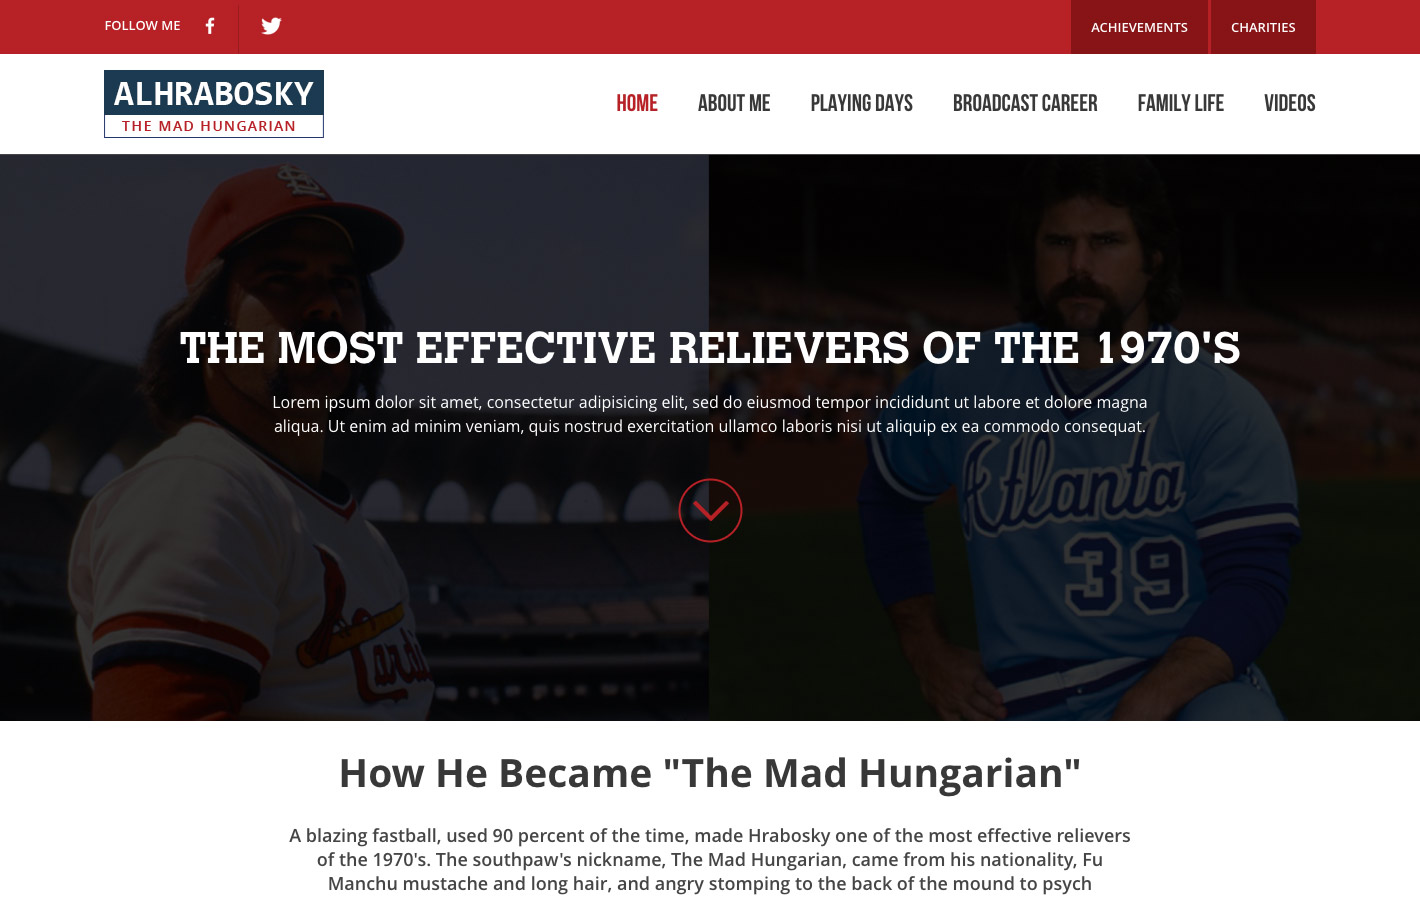 FOLLOW ME
ACHIEVEMENTS
CHARITIES
ALHRABOSKY
THE MAD HUNGARIAN
HOME
ABOUT ME
PLAYING DAYS
BROADCAST CAREER
FAMILY LIFE
VIDEOS
THE MOST EFFECTIVE RELIEVERS OF THE 1970'S
Lorem ipsum dolor sit amet, consectetur adipisicing elit, sed do eiusmod tempor incididunt ut labore et dolore magna
aliqua. Ut enim ad minim veniam, quis nostrud exercitation ullamco laboris nisi ut aliquip ex ea commodo consequat.
Atlanta
39
How He Became "The Mad Hungarian"
A blazing fastball, used 90 percent of the time, made Hrabosky one of the most effective relievers
of the 1970's. The southpaw's nickname, The Mad Hungarian, came from his nationality, Fu
Manchu mustache and long hair, and angry stomping to the back of the mound to psych